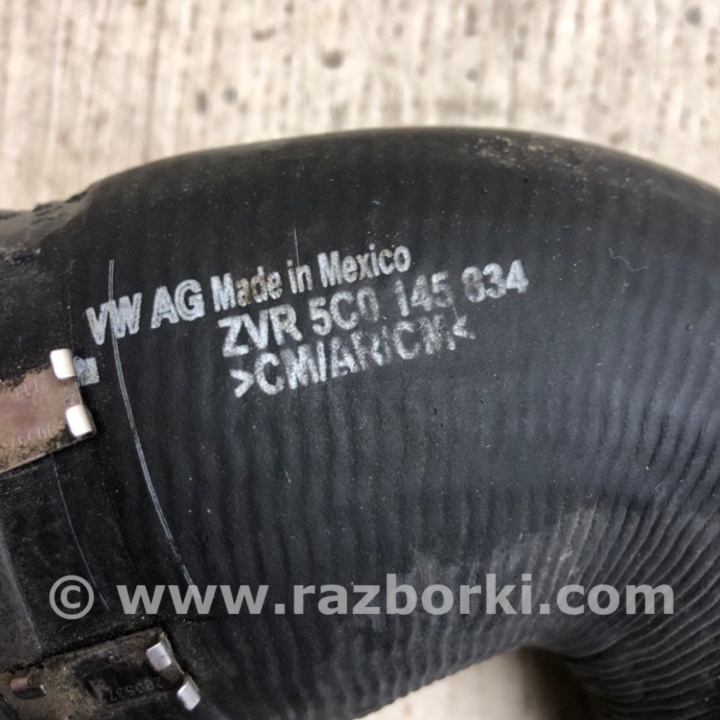 VW AG Made in Mexico
ZVR 5C0 145 834
>CM/AR/CM<
© www.razborki.com